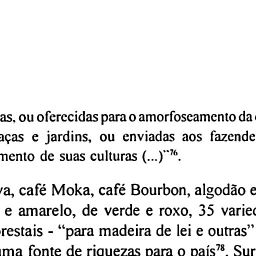 as, ou oferecidas para o amorfoseamento da
aças e jardins, ou enviadas aos fazende
mento de suas culturas (...)"⁷⁶.
va, café Moka, café Bourbon, algodão e
e amarelo, de verde e roxo, 35 varied
restais - “para madeira de lei e outras”
uma fonte de riquezas para o país⁷⁸. Sur